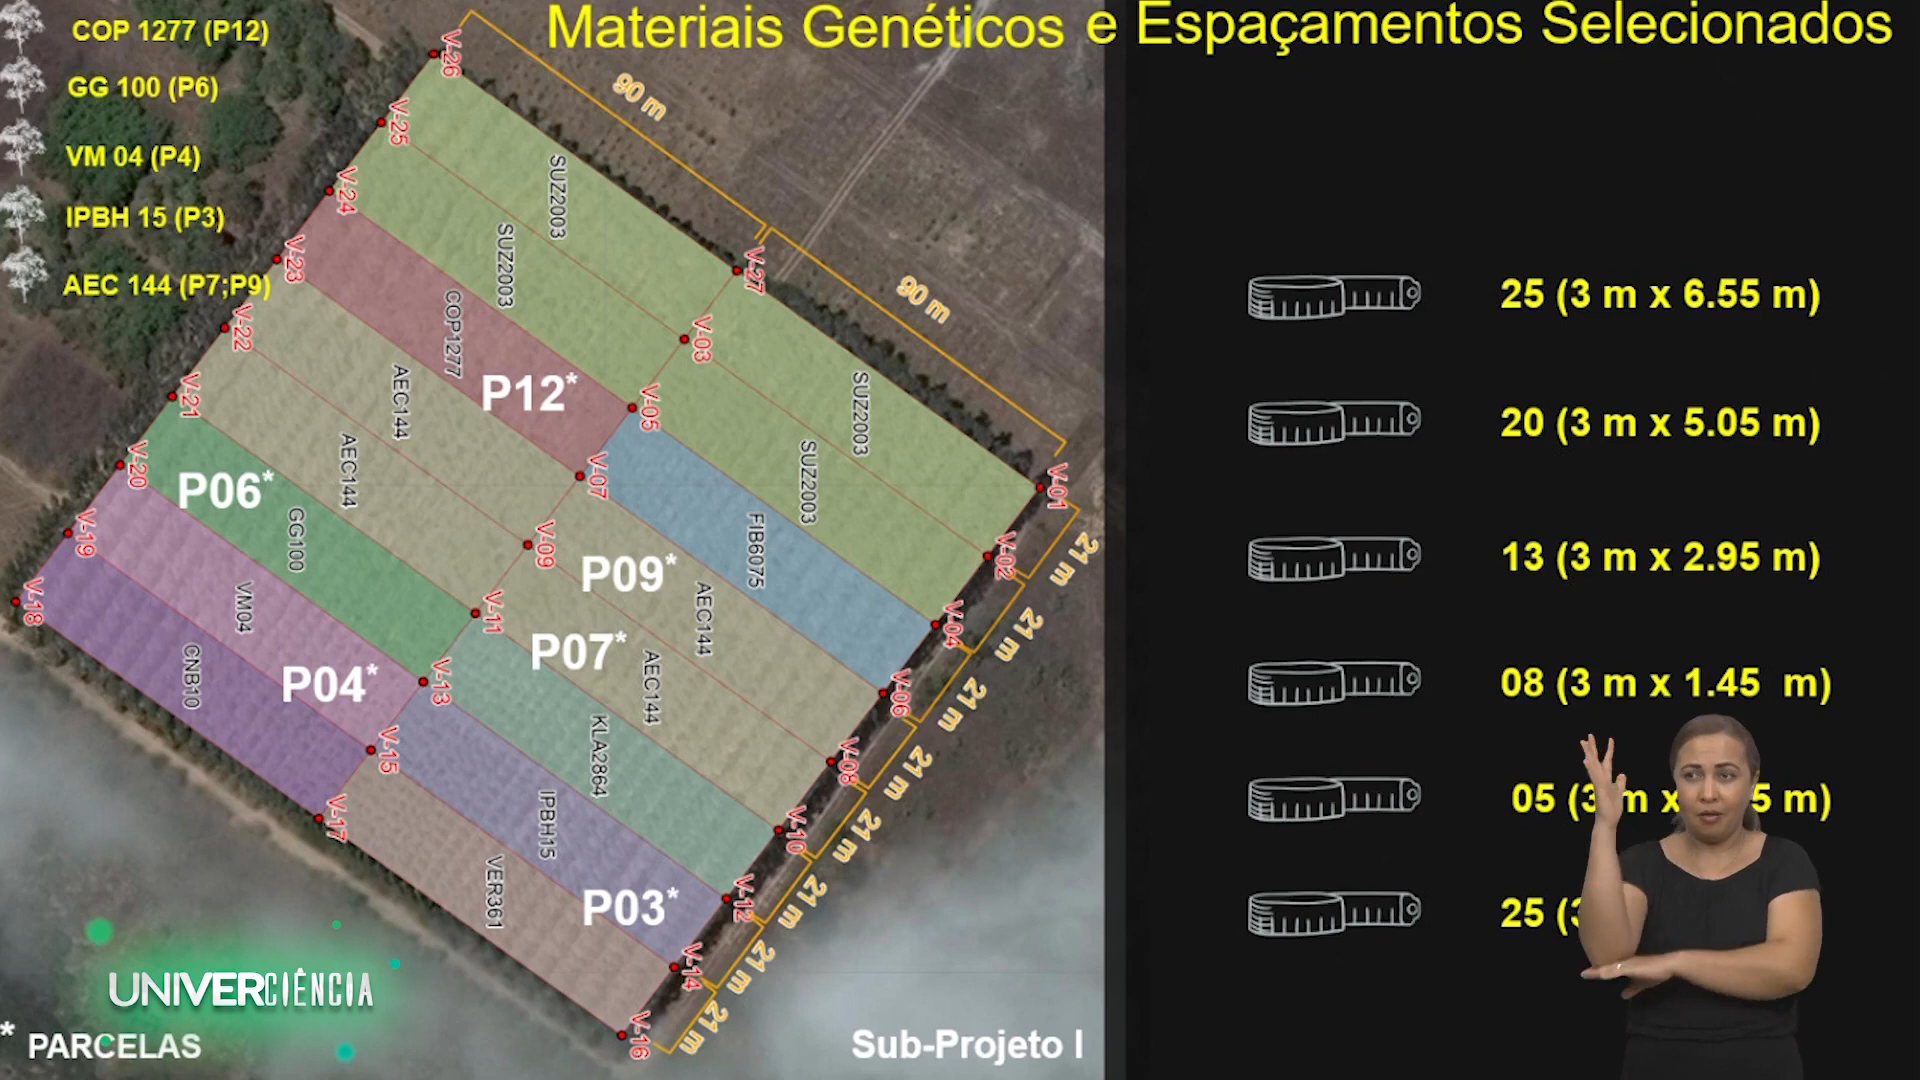 Materiais Genéticos e Espaçamentos Selecionados
COP 1277 (P12)
GG 100 (P6)
VM 04 (P4)
IPBH 15 (P3)
AEC 144 (P7;P9)
90 m
90 m
V-26
V-25
V-24
V-23
V-22
V-21
V-20
V-19
V-18
V-27
V-03
V-05
V-07
V-09
V-11
V-13
V-15
V-17
V-01
V-02
V-04
V-06
V-08
V-10
V-12
V-14
V-16
SUZ2003
SUZ2003
COP1277
AEC144
AEC144
GG100
VM04
CNB10
SUZ2003
SUZ2003
FIB6075
AEC144
AEC144
KLA2864
IPBH15
VER361
P12*
P06*
P09*
P07*
P04*
P03*
21 m
21 m
21 m
21 m
21 m
21 m
21 m
21 m
25 (3 m x 6.55 m)
20 (3 m x 5.05 m)
13 (3 m x 2.95 m)
08 (3 m x 1.45 m)
05 (3 m x 5 m)
25 (3
UNIVERCIÊNCIA
* PARCELAS
Sub-Projeto I